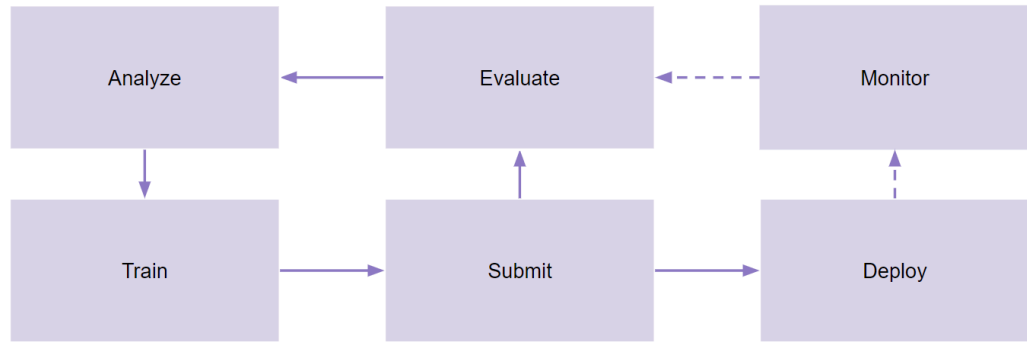 Analyze
Evaluate
Monitor
Train
Submit
Deploy